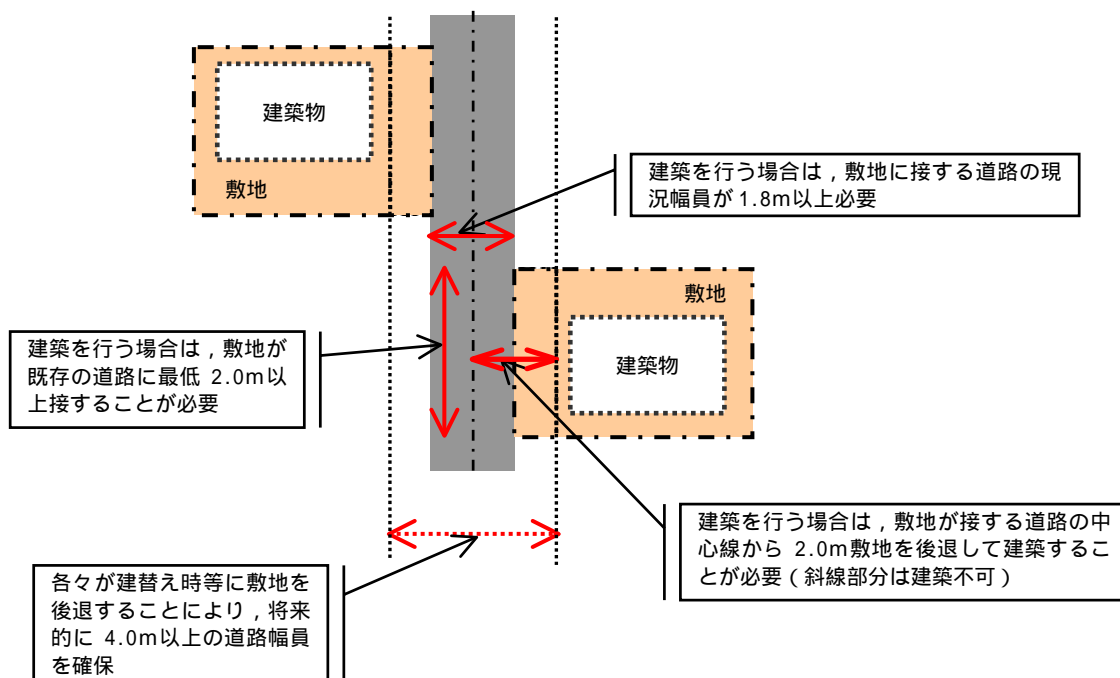 建築物
敷地
建築を行う場合は，敷地に接する道路の現
況幅員が 1.8m以上必要
敷地
建築物
建築を行う場合は，敷地が
既存の道路に最低 2.0m以
上接することが必要
建築を行う場合は，敷地が接する道路の中
心線から 2.0m敷地を後退して建築するこ
とが必要（斜線部分は建築不可）
各々が建替え時等に敷地を
後退することにより，将来
的に 4.0m以上の道路幅員
を確保